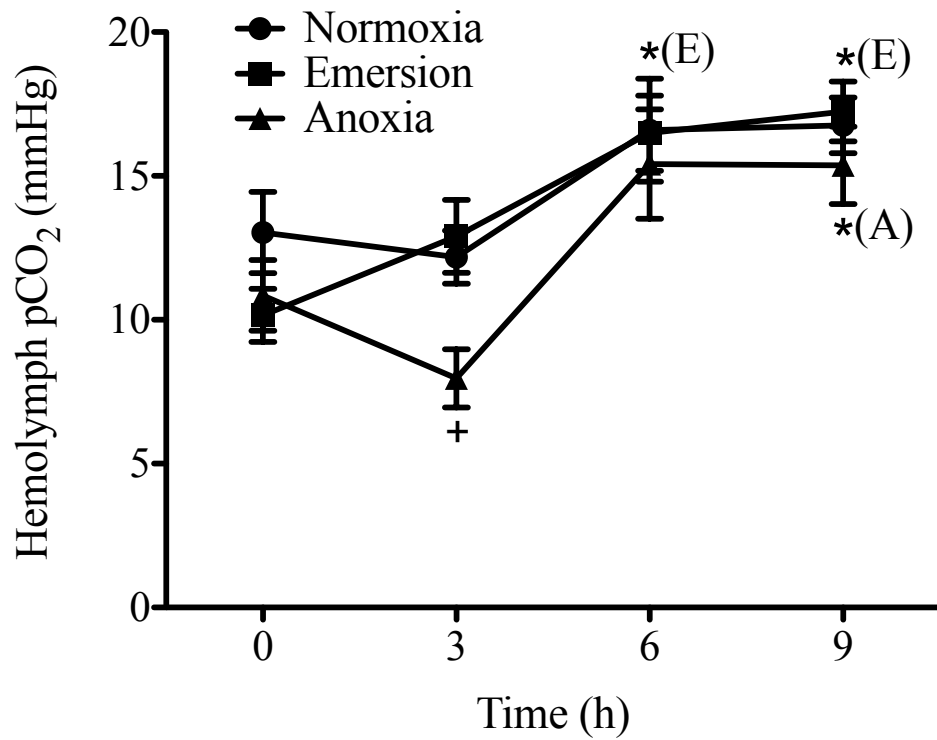 Normoxia
Emersion
Anoxia
Hemolymph pCO₂ (mmHg)
20
15
10
5
0
*(E)
*(E)
*(A)
+
0 3 6 9
Time (h)